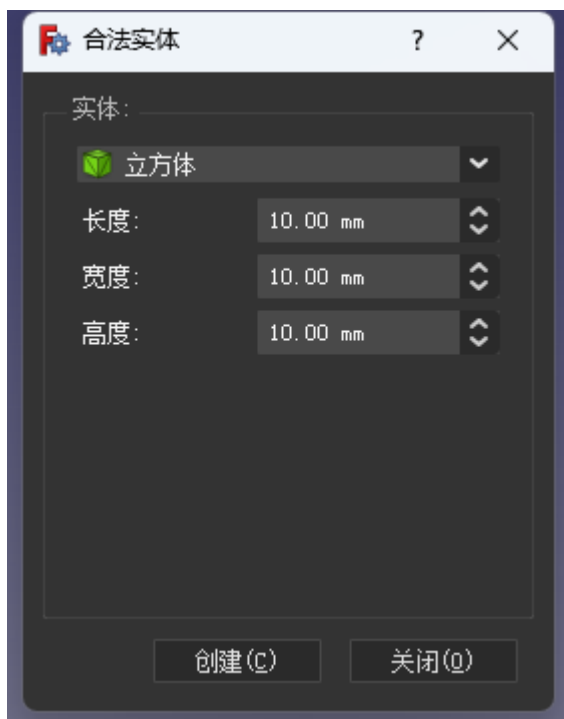 合法实体 ?
实体:
立方体
长度: 10.00 mm
宽度: 10.00 mm
高度: 10.00 mm
创建(C) 关闭(O)